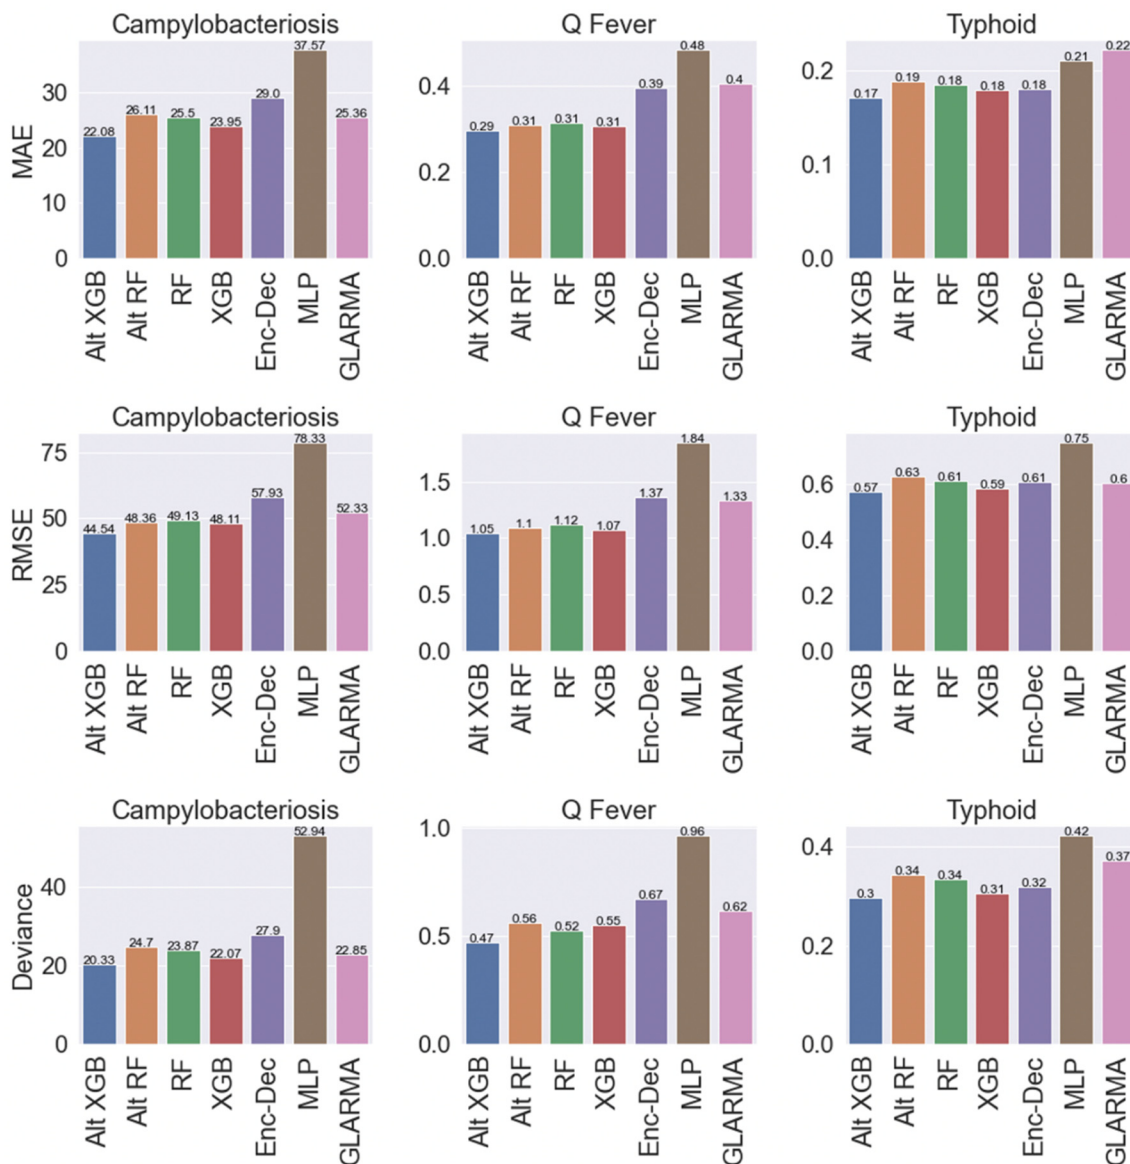 Campylobacteriosis Q Fever Typhoid
MAE
0 10 20 30
22.08 26.11 25.5 23.95 29.0 37.57 25.36
0.0 0.2 0.4
0.29 0.31 0.31 0.31 0.39 0.48 0.4
0.0 0.1 0.2
0.17 0.19 0.18 0.18 0.18 0.21 0.22
Alt XGB Alt RF RF XGB Enc-Dec MLP GLARMA
Alt XGB Alt RF RF XGB Enc-Dec MLP GLARMA
Alt XGB Alt RF RF XGB Enc-Dec MLP GLARMA
Campylobacteriosis Q Fever Typhoid
RMSE
0 25 50 75
44.54 48.36 49.13 48.11 57.93 78.33 52.33
0.0 0.5 1.0 1.5
1.05 1.1 1.12 1.07 1.37 1.84 1.33
0.0 0.2 0.4 0.6
0.57 0.63 0.61 0.59 0.61 0.75 0.6
Alt XGB Alt RF RF XGB Enc-Dec MLP GLARMA
Alt XGB Alt RF RF XGB Enc-Dec MLP GLARMA
Alt XGB Alt RF RF XGB Enc-Dec MLP GLARMA
Campylobacteriosis Q Fever Typhoid
Deviance
0 20 40
20.33 24.7 23.87 22.07 27.9 52.94 22.85
0.0 0.5 1.0
0.47 0.56 0.52 0.55 0.67 0.96 0.62
0.0 0.2 0.4
0.3 0.34 0.34 0.31 0.32 0.42 0.37
Alt XGB Alt RF RF XGB Enc-Dec MLP GLARMA
Alt XGB Alt RF RF XGB Enc-Dec MLP GLARMA
Alt XGB Alt RF RF XGB Enc-Dec MLP GLARMA